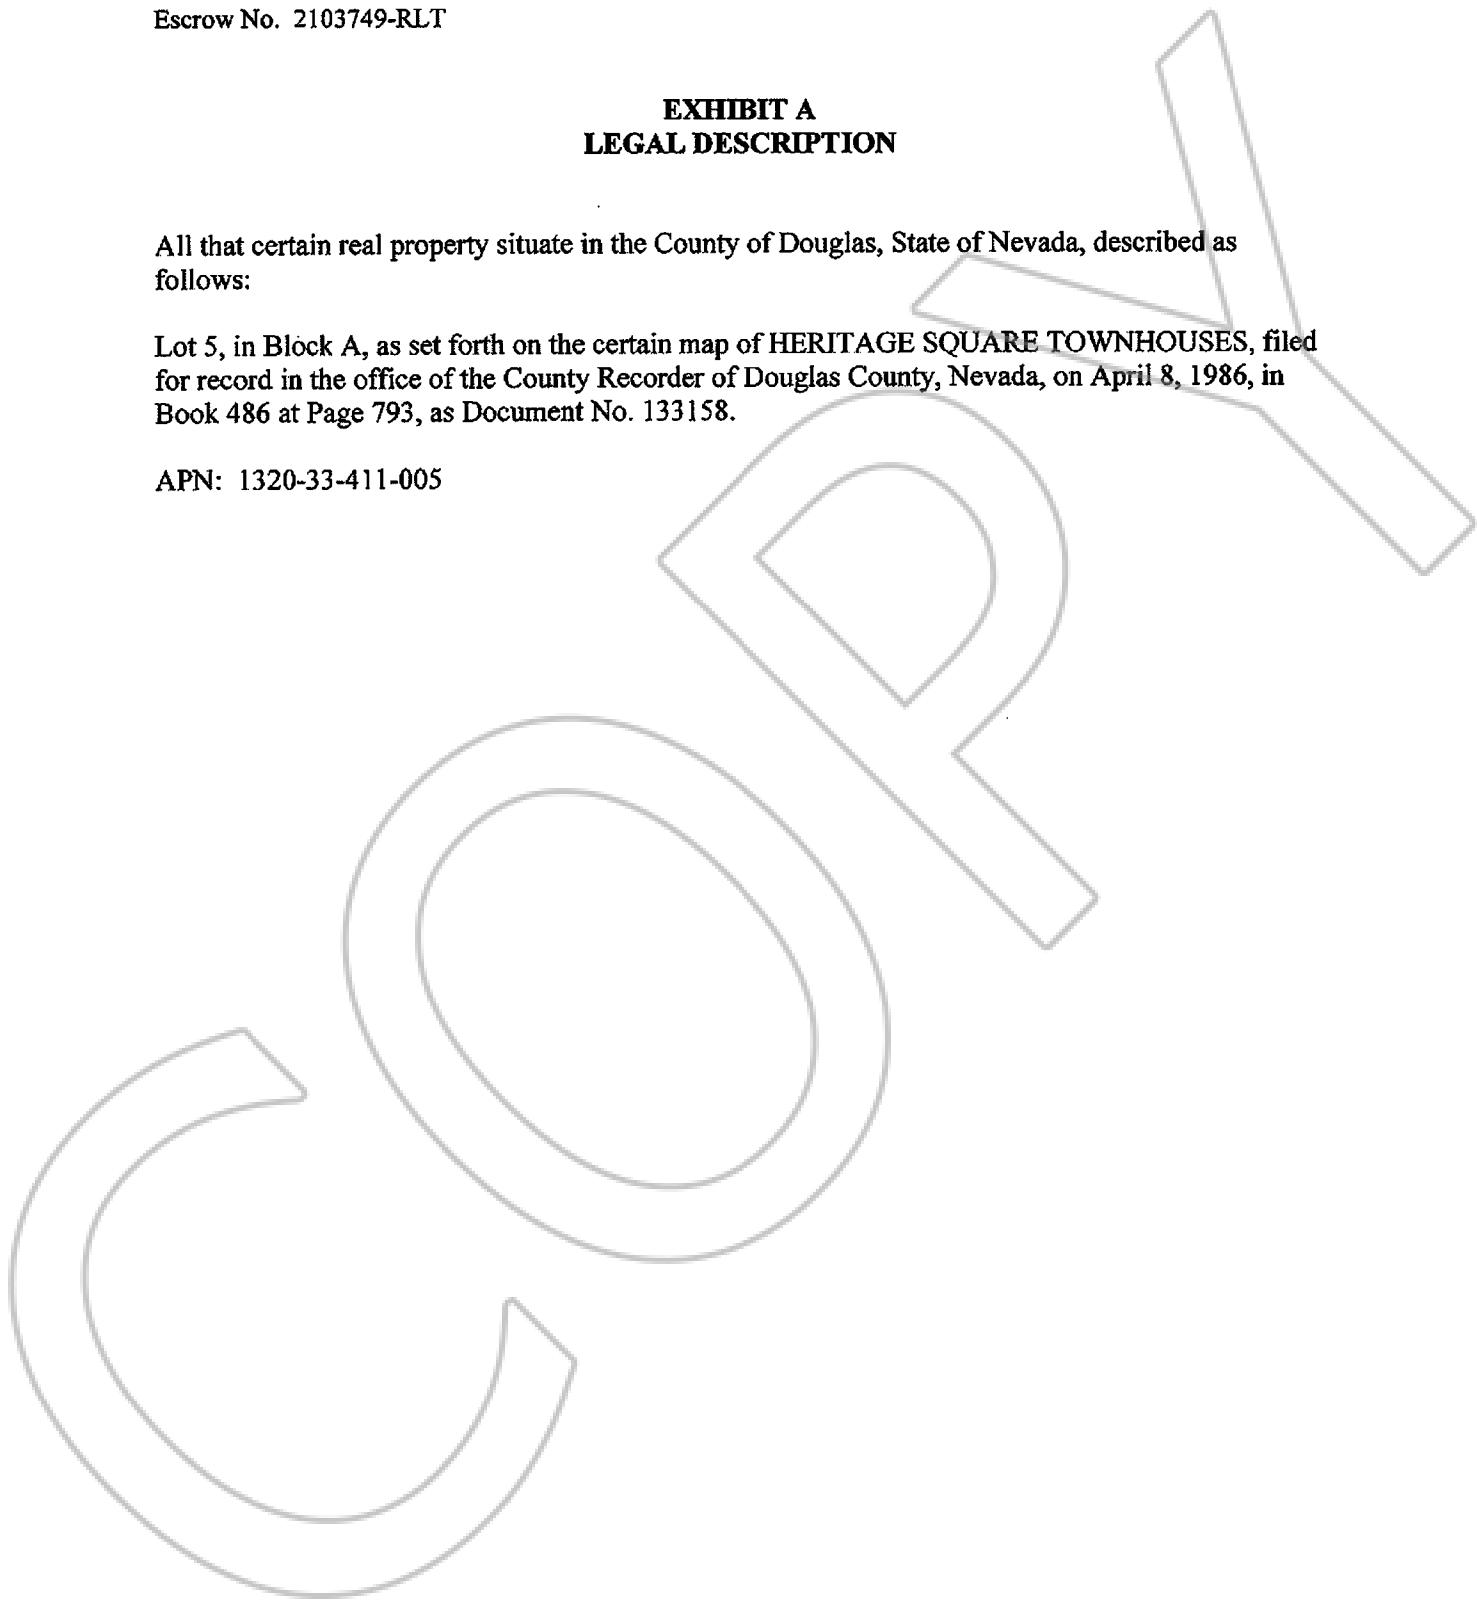 Escrow No. 2103749-RLT
EXHIBIT A
LEGAL DESCRIPTION
All that certain real property situate in the County of Douglas, State of Nevada, described as
follows:
Lot 5, in Block A, as set forth on the certain map of HERITAGE SQUARE TOWNHOUSES, filed
for record in the office of the County Recorder of Douglas County, Nevada, on April 8, 1986, in
Book 486 at Page 793, as Document No. 133158.
APN: 1320-33-411-005
COPY